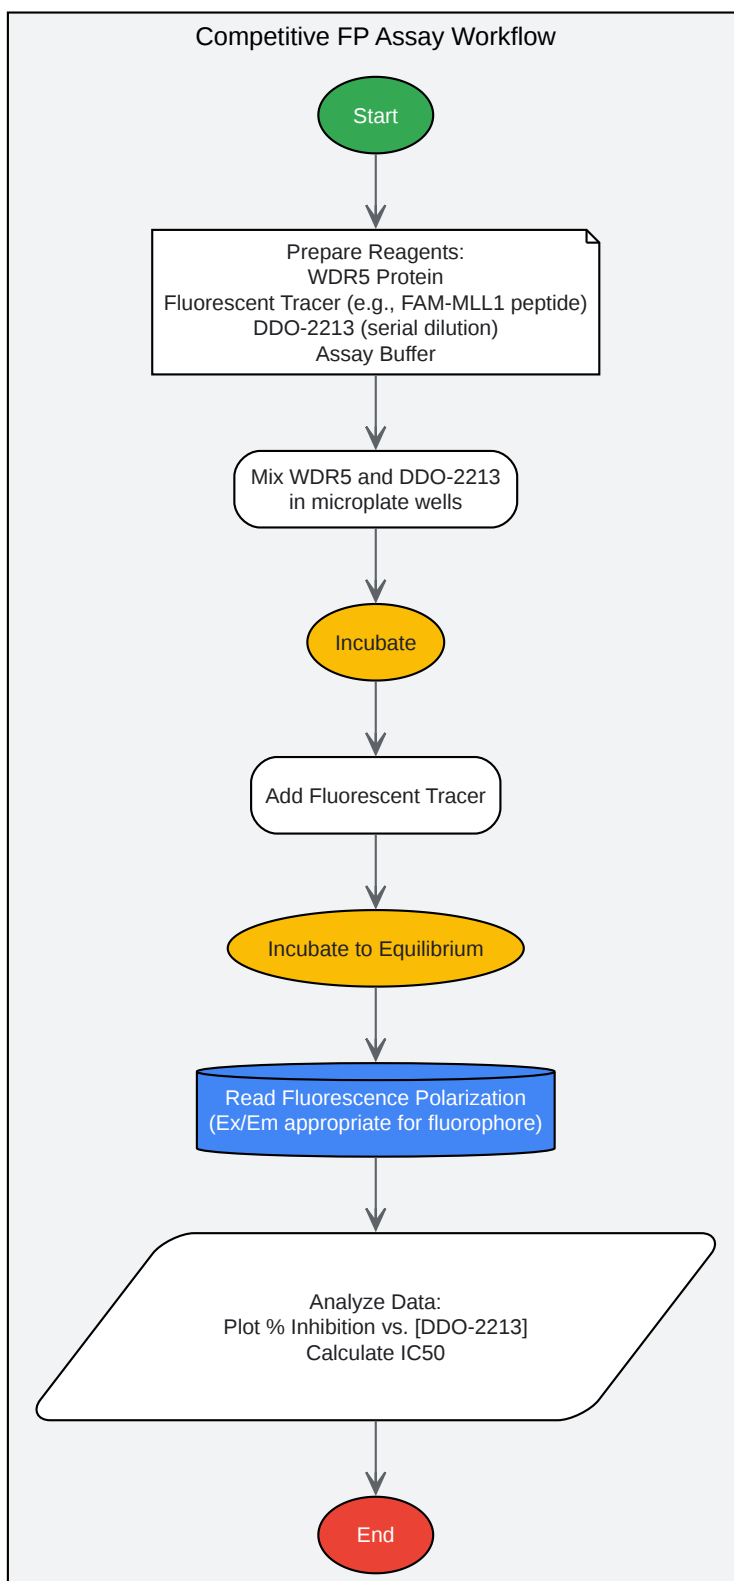 Competitive FP Assay Workflow
Start
Prepare Reagents:
WDR5 Protein
Fluorescent Tracer (e.g., FAM-MLL1 peptide)
DDO-2213 (serial dilution)
Assay Buffer
Mix WDR5 and DDO-2213
in microplate wells
Incubate
Add Fluorescent Tracer
Incubate to Equilibrium
Read Fluorescence Polarization
(Ex/Em appropriate for fluorophore)
Analyze Data:
Plot % Inhibition vs. [DDO-2213]
Calculate IC50
End